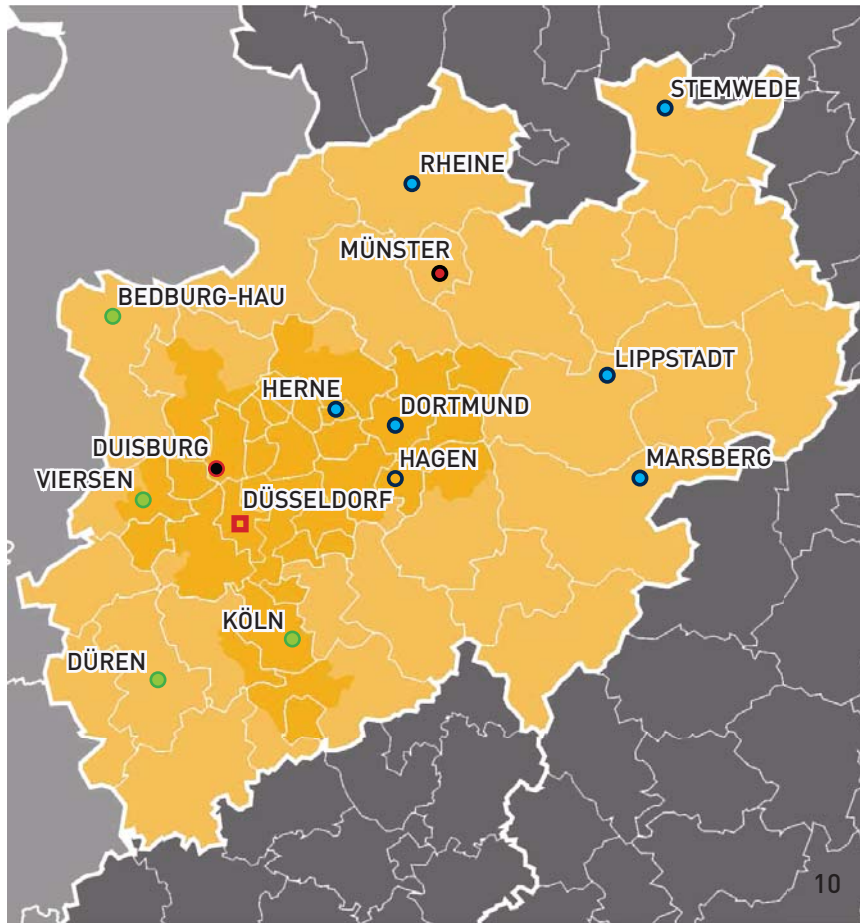 STEMWEDE
RHEINE
MÜNSTER
BEDBURG-HAU
LIPPSTADT
HERNE
DORTMUND
DUISBURG
HAGEN
MARSBERG
VIERSEN
DÜSSELDORF
KÖLN
DÜREN
10